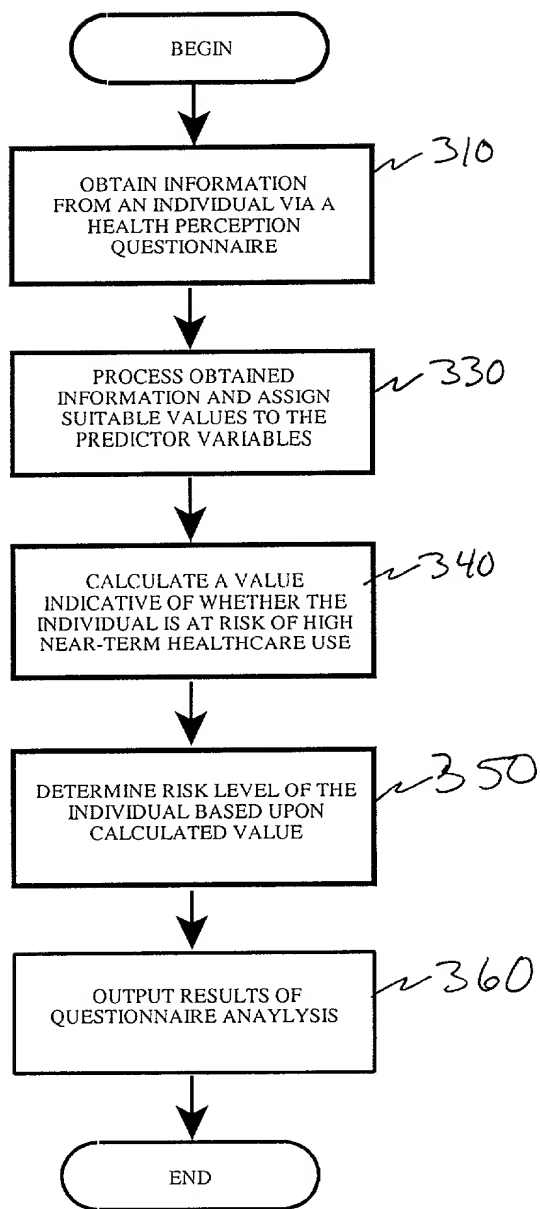 BEGIN
310
OBTAIN INFORMATION
FROM AN INDIVIDUAL VIA A
HEALTH PERCEPTION
QUESTIONNAIRE
330
PROCESS OBTAINED
INFORMATION AND ASSIGN
SUITABLE VALUES TO THE
PREDICTOR VARIABLES
340
CALCULATE A VALUE
INDICATIVE OF WHETHER THE
INDIVIDUAL IS AT RISK OF HIGH
NEAR-TERM HEALTHCARE USE
350
DETERMINE RISK LEVEL OF THE
INDIVIDUAL BASED UPON
CALCULATED VALUE
360
OUTPUT RESULTS OF
QUESTIONNAIRE ANAYLYSIS
END